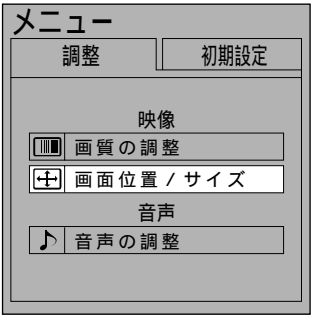 メニュー
調整 初期設定
映像
画質の調整
画面位置/サイズ
音声
音声の調整